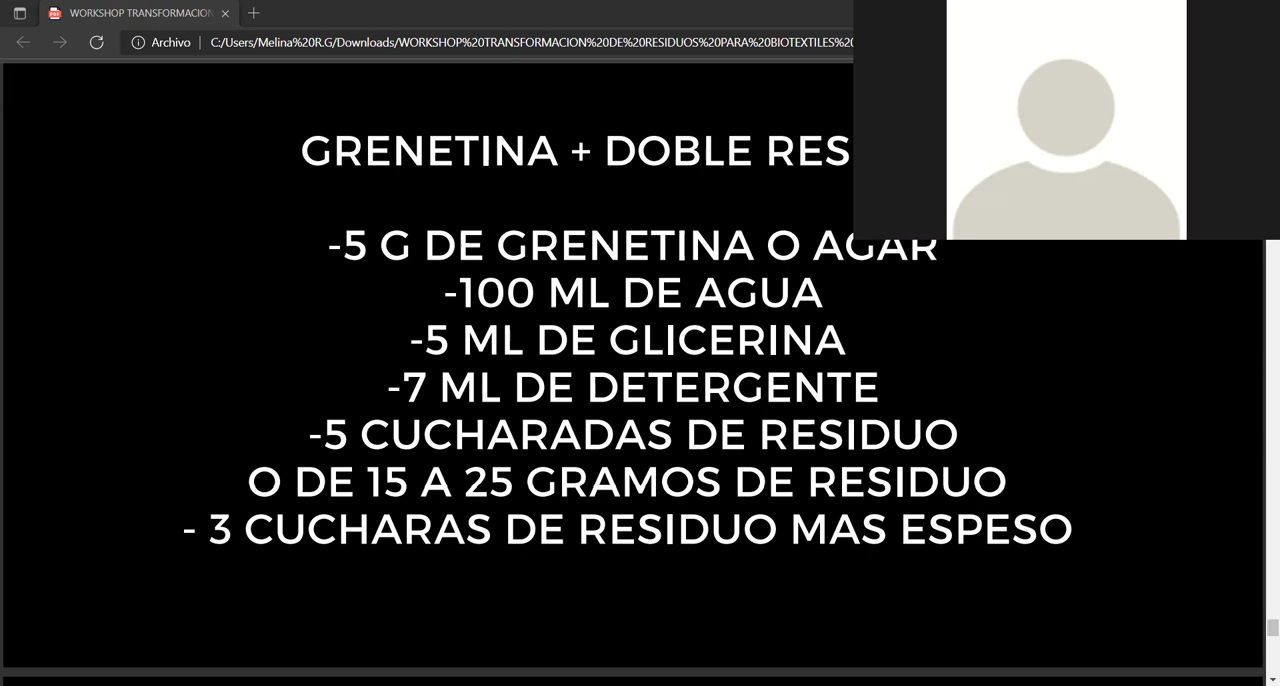 WORKSHOP TRANSFORMACION
Archivo
C:/Users/Melina%20R.G/Downloads/WORKSHOP%20TRANSFORMACION%20DE%20RESIDUOS%20PARA%20BIOTEXTILES%20
GRENETINA + DOBLE RES
-5 G DE GRENETINA O AGAR
-100 ML DE AGUA
-5 ML DE GLICERINA
-7 ML DE DETERGENTE
-5 CUCHARADAS DE RESIDUO
O DE 15 A 25 GRAMOS DE RESIDUO
- 3 CUCHARAS DE RESIDUO MAS ESPESO